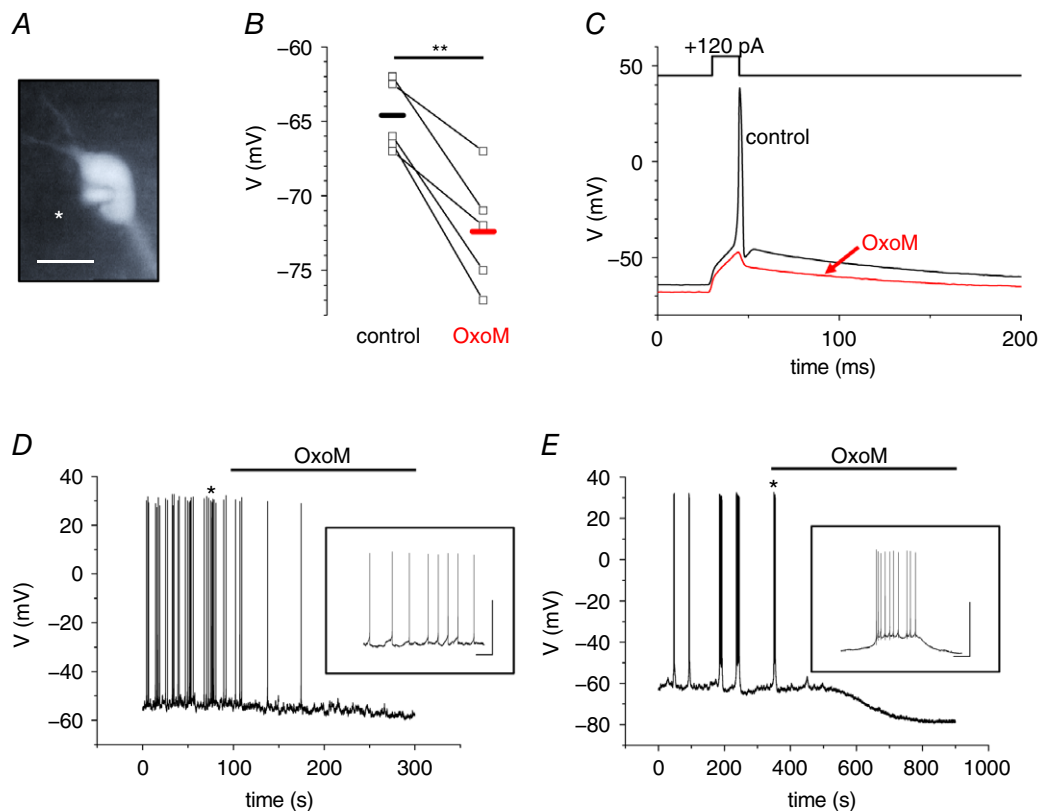 A
*
B
−60
−65
−70
−75
V (mV)
**
control
OxoM
C
50
0
−50
V (mV)
+120 pA
control
OxoM
0
100
200
time (ms)
D
OxoM
40
20
0
−20
−40
−60
V (mV)
*
0
100
200
300
time (s)
E
OxoM
40
20
0
−20
−40
−60
−80
V (mV)
*
0
200
400
600
800
1000
time (s)